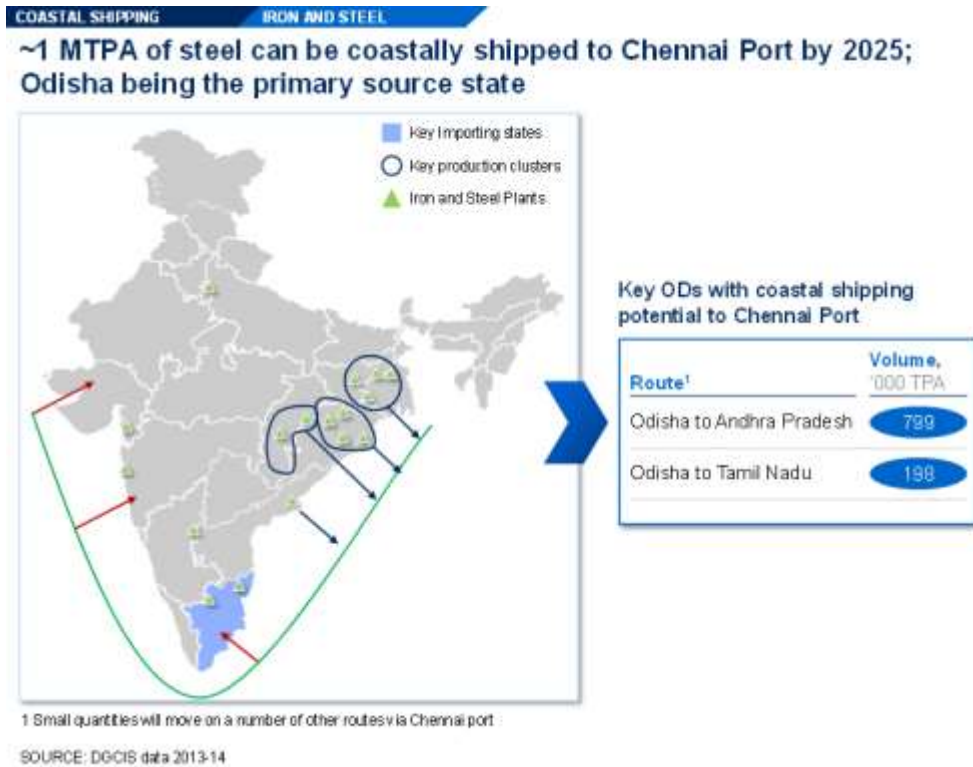 COASTAL SHIPPING
IRON AND STEEL
~1 MTPA of steel can be coastally shipped to Chennai Port by 2025;
Odisha being the primary source state
Key Importing states
Key production clusters
Iron and Steel Plants
Key ODs with coastal shipping
potential to Chennai Port
Route1
Volume,
'000 TPA
Odisha to Andhra Pradesh
799
Odisha to Tamil Nadu
198
1 Small quantities will move on a number of other routes via Chennai port
SOURCE: DGCIS data 2013-14